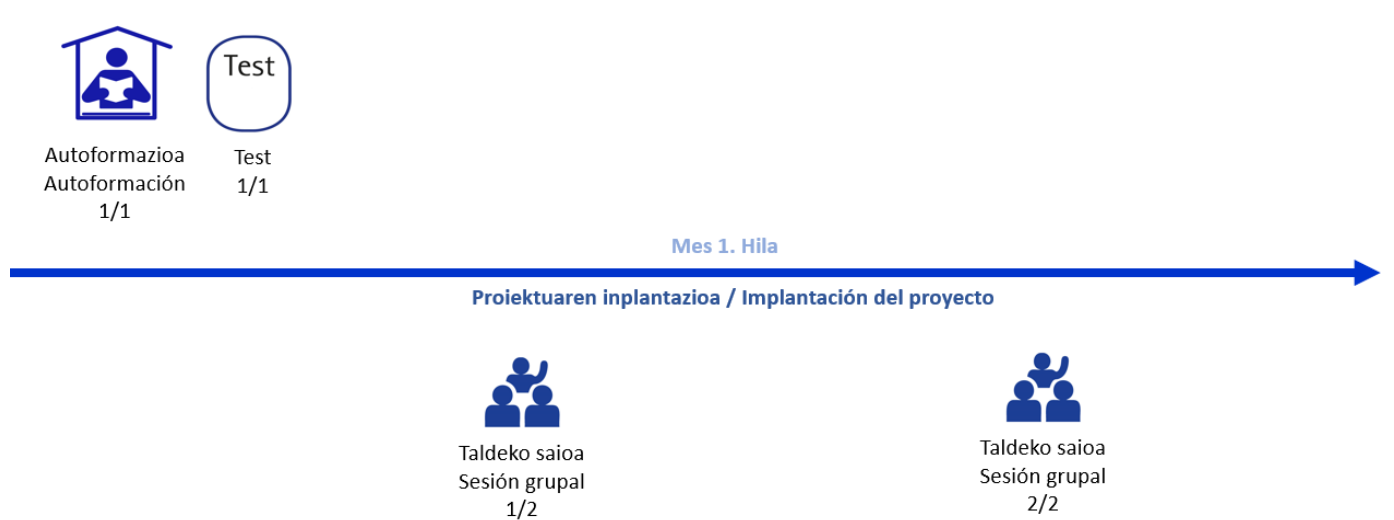 Test
Autoformazioa
Autoformación
1/1
Test
1/1
Mes 1. Hila
Proiektuaren inplantazioa / Implantación del proyecto
Taldeko saioa
Sesión grupal
1/2
Taldeko saioa
Sesión grupal
2/2